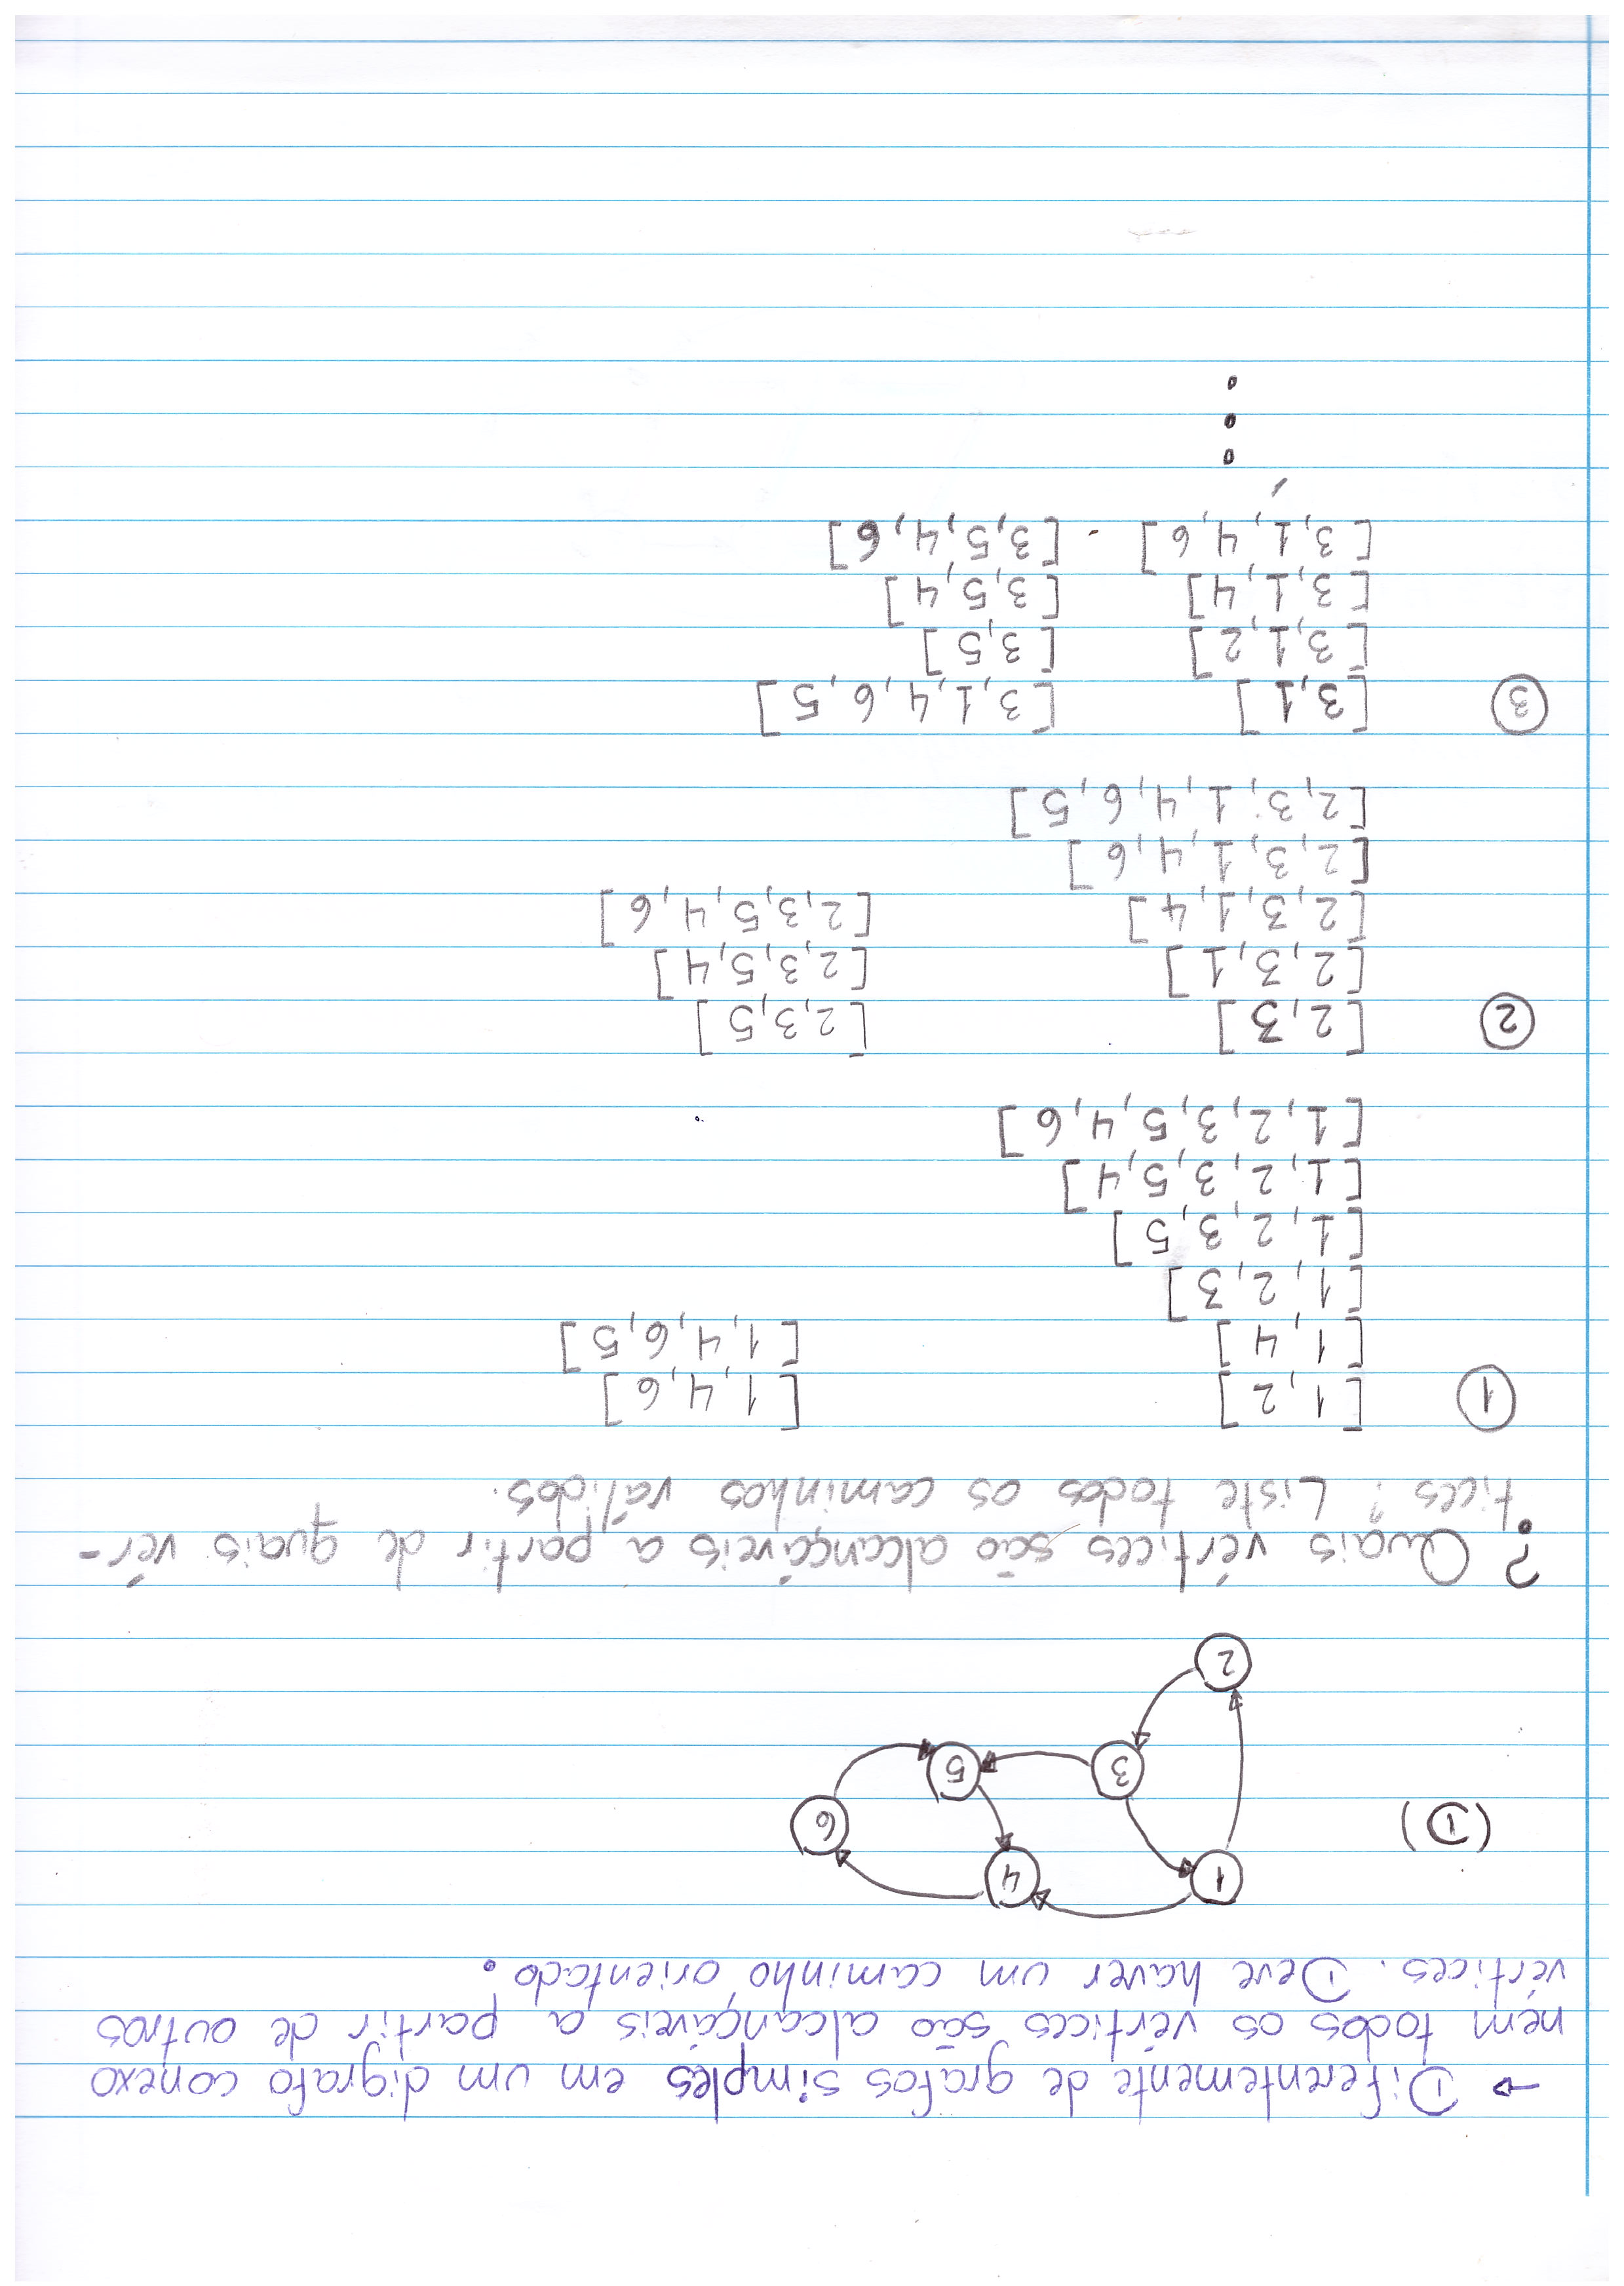 → Diferentemente de grafos simples em um digrafo conexo
nem todos os vértices são alcançáveis a partir de outros
vértices. Deve haver um caminho orientado.
1
4
(D)
6
3
5
2
? Quais vértices são alcançáveis a partir de quais vér-
tices? Liste todos os caminhos válidos.
1 [1,2] [1,4,6]
[1,4] [1,4,6,5]
[1,2,3]
[1,2,3,5]
[1,2,3,5,4]
[1,2,3,5,4,6]
2 [2,3] [2,3,5]
[2,3,1] [2,3,5,4]
[2,3,1,4] [2,3,5,4,6]
[2,3,1,4,6]
[2,3,1,4,6,5]
3 [3,1] [3,1,4,6,5]
[3,1,2] [3,5]
[3,1,4] [3,5,4]
[3,1,4,6] [3,5,4,6]